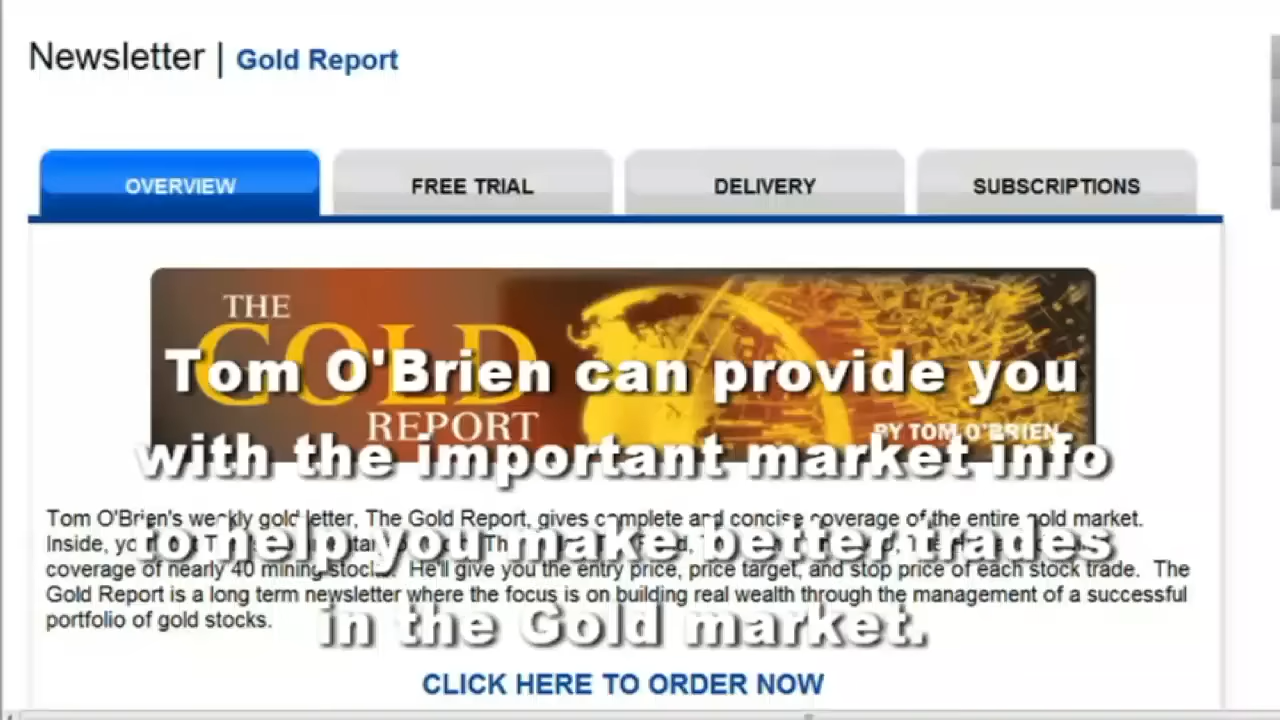 Newsletter | Gold Report
OVERVIEW
FREE TRIAL
DELIVERY
SUBSCRIPTIONS
THE
GOLD
REPORT
BY TOM O'BRIEN
Tom O'Brien can provide you
with the important market info
to help you make better trades
in the Gold market.
Tom O'Brien's weekly gold letter, The Gold Report, gives complete and concise coverage of the entire gold market.
Inside,
coverage of nearly 40 mining stocks. He'll give you the entry price, price target, and stop price of each stock trade. The
Gold Report is a long term newsletter where the focus is on building real wealth through the management of a successful
portfolio of gold stocks.
CLICK HERE TO ORDER NOW